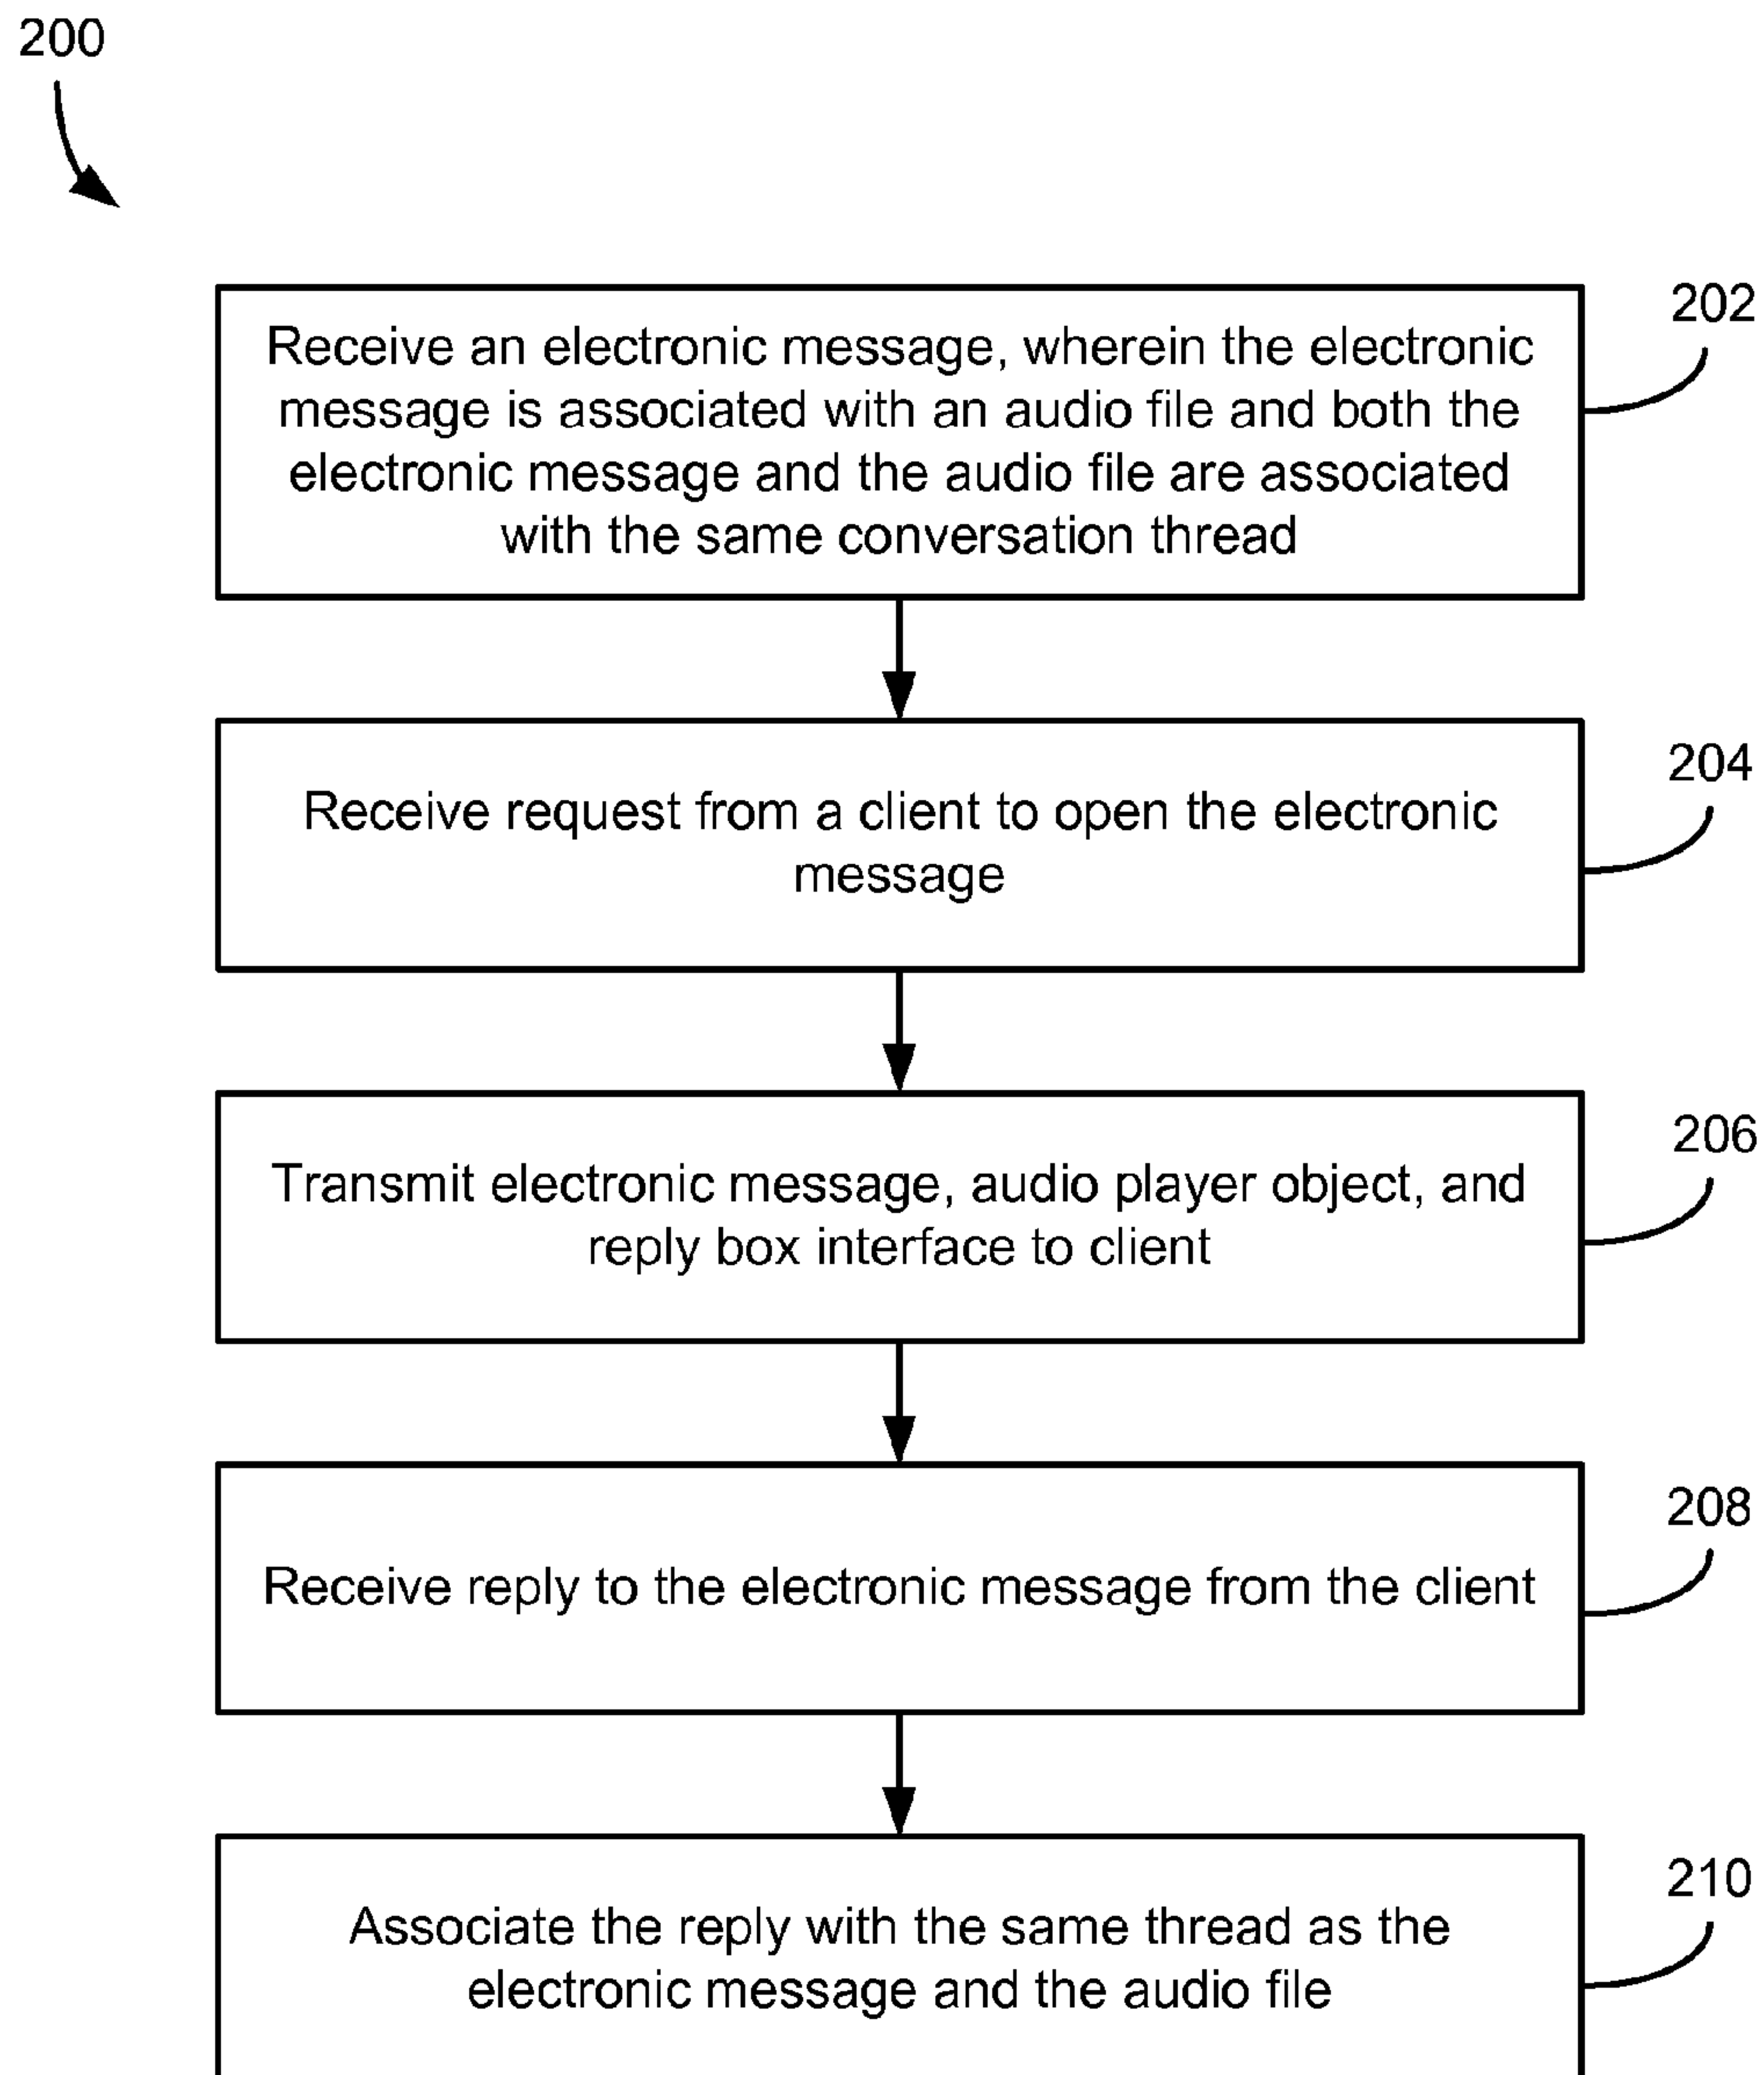 200
202
Receive an electronic message, wherein the electronic
message is associated with an audio file and both the
electronic message and the audio file are associated
with the same conversation thread
204
Receive request from a client to open the electronic
message
206
Transmit electronic message, audio player object, and
reply box interface to client
208
Receive reply to the electronic message from the client
210
Associate the reply with the same thread as the
electronic message and the audio file